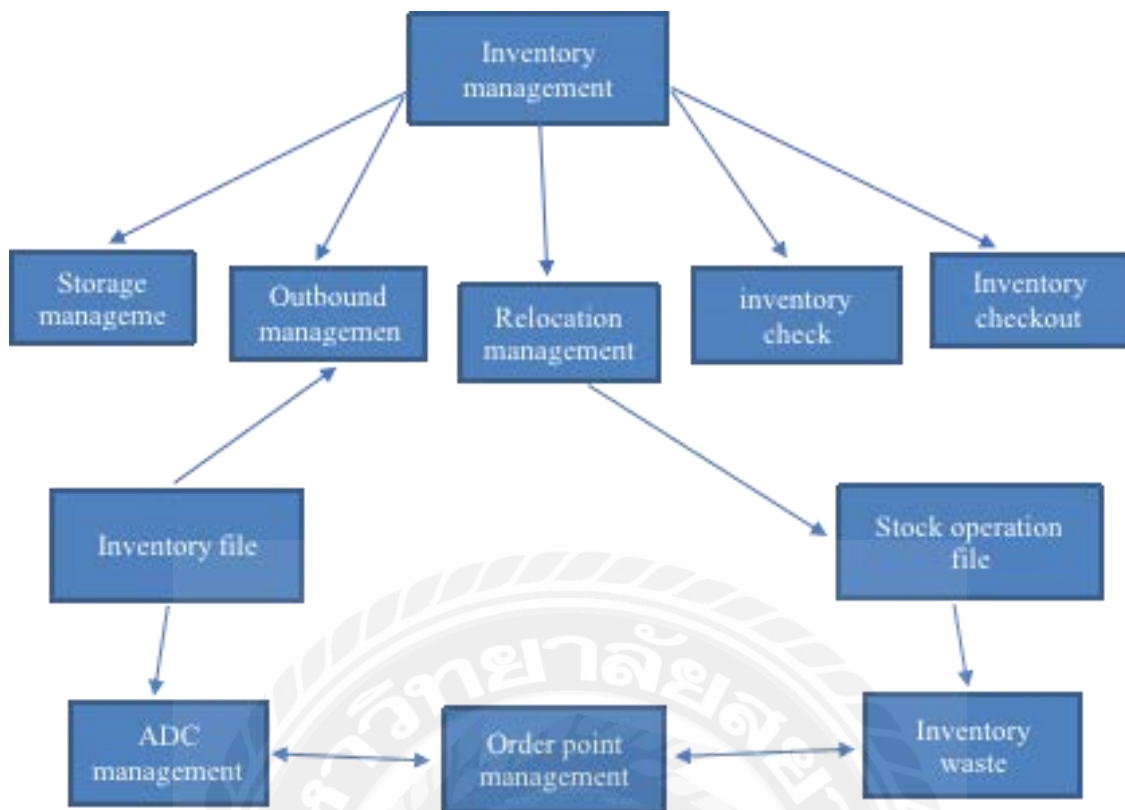 Inventory
management
Storage
manageme
Outbound
managemen
Relocation
management
inventory
check
Inventory
checkout
Inventory file
Stock operation
file
ADC
management
Order point
management
Inventory
waste